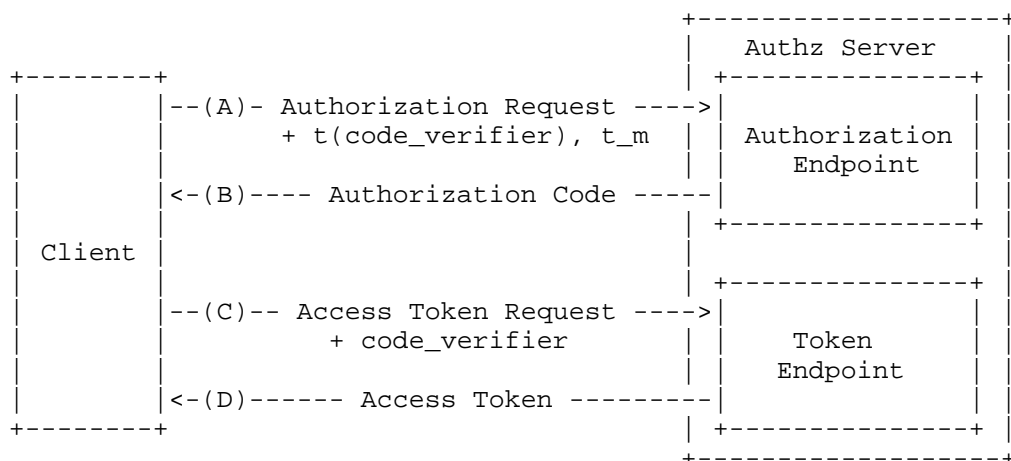 Authz Server
--(A)- Authorization Request ---->
+ t(code_verifier), t_m
Authorization
Endpoint
<-(B)---- Authorization Code -----
Client
--(C)-- Access Token Request ---->
+ code_verifier
Token
Endpoint
<-(D)------ Access Token ---------